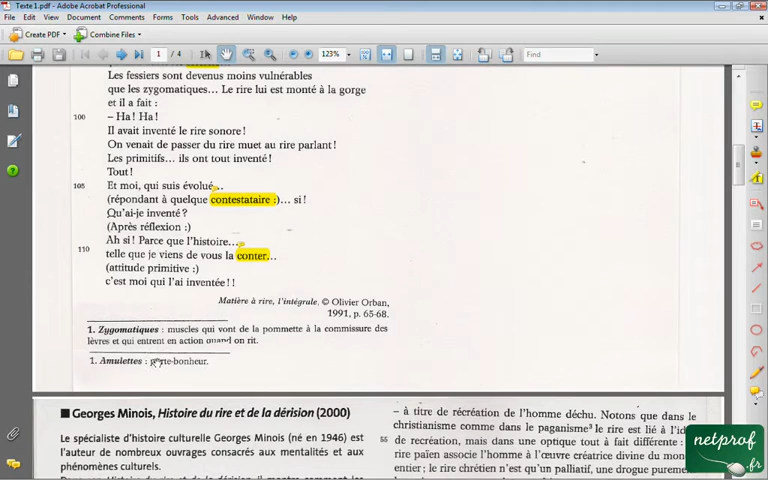 Texte 1.pdf - Adobe Acrobat Professional
File Edit View Document Comments Forms Tools Advanced Window Help
Create PDF Combine Files
1 / 4 123% Find
Les fessiers sont devenus moins vulnérables
que les zygomatiques... Le rire lui est monté à la gorge
et il a fait :
100 – Ha ! Ha !
Il avait inventé le rire sonore !
On venait de passer du rire muet au rire parlant !
Les primitifs... ils ont tout inventé !
Tout !
105 Et moi, qui suis évolué...
(répondant à quelque contestataire :)... si !
Qu'ai-je inventé ?
(Après réflexion :)
Ah si ! Parce que l'histoire...
110 telle que je viens de vous la conter...
(attitude primitive :)
c'est moi qui l'ai inventée ! !
Matière à rire, l'intégrale, © Olivier Orban,
1991, p. 65-68.
1. Zygomatiques : muscles qui vont de la pommette à la commissure des
lèvres et qui entrent en action quand on rit.
1. Amulettes : porte-bonheur.
■ Georges Minois, Histoire du rire et de la dérision (2000)
Le spécialiste d'histoire culturelle Georges Minois (né en 1946) est
l'auteur de nombreux ouvrages consacrés aux mentalités et aux
phénomènes culturels.
– à titre de récréation de l'homme déchu. Notons que dans le
christianisme comme dans le paganisme³ le rire est lié à l'id
55 de récréation, mais dans une optique tout à fait différente :
rire païen associe l'homme à l'œuvre créatrice divine du mon
entier ; le rire chrétien n'est qu'un palliatif, une drogue purem
netprof
.fr